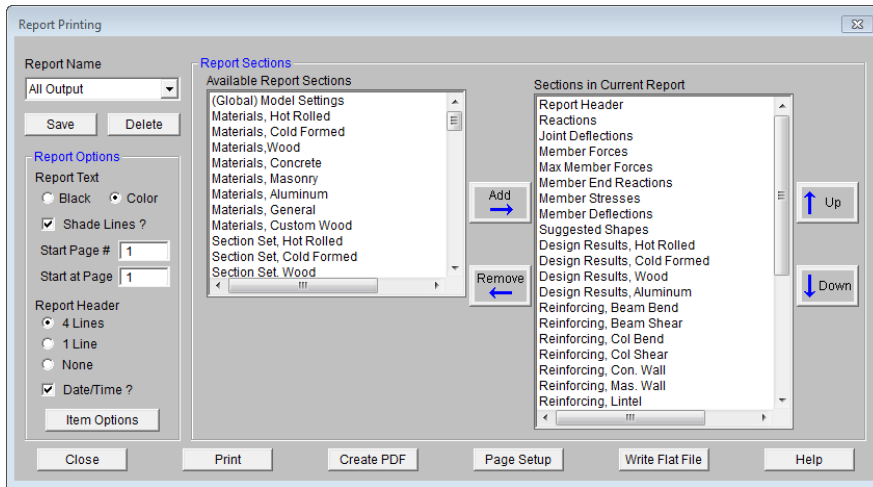 Report Printing
Report Name
All Output
Save
Delete
Report Options
Report Text
Black
Color
Shade Lines ?
Start Page #
1
Start at Page
1
Report Header
4 Lines
1 Line
None
Date/Time ?
Item Options
Report Sections
Available Report Sections
(Global) Model Settings
Materials, Hot Rolled
Materials, Cold Formed
Materials,Wood
Materials, Concrete
Materials, Masonry
Materials, Aluminum
Materials, General
Materials, Custom Wood
Section Set, Hot Rolled
Section Set, Cold Formed
Section Set. Wood
Add
Remove
Sections in Current Report
Report Header
Reactions
Joint Deflections
Member Forces
Max Member Forces
Member End Reactions
Member Stresses
Member Deflections
Suggested Shapes
Design Results, Hot Rolled
Design Results, Cold Formed
Design Results, Wood
Design Results, Aluminum
Reinforcing, Beam Bend
Reinforcing, Beam Shear
Reinforcing, Col Bend
Reinforcing, Col Shear
Reinforcing, Con. Wall
Reinforcing, Mas. Wall
Reinforcing, Lintel
Up
Down
Close
Print
Create PDF
Page Setup
Write Flat File
Help